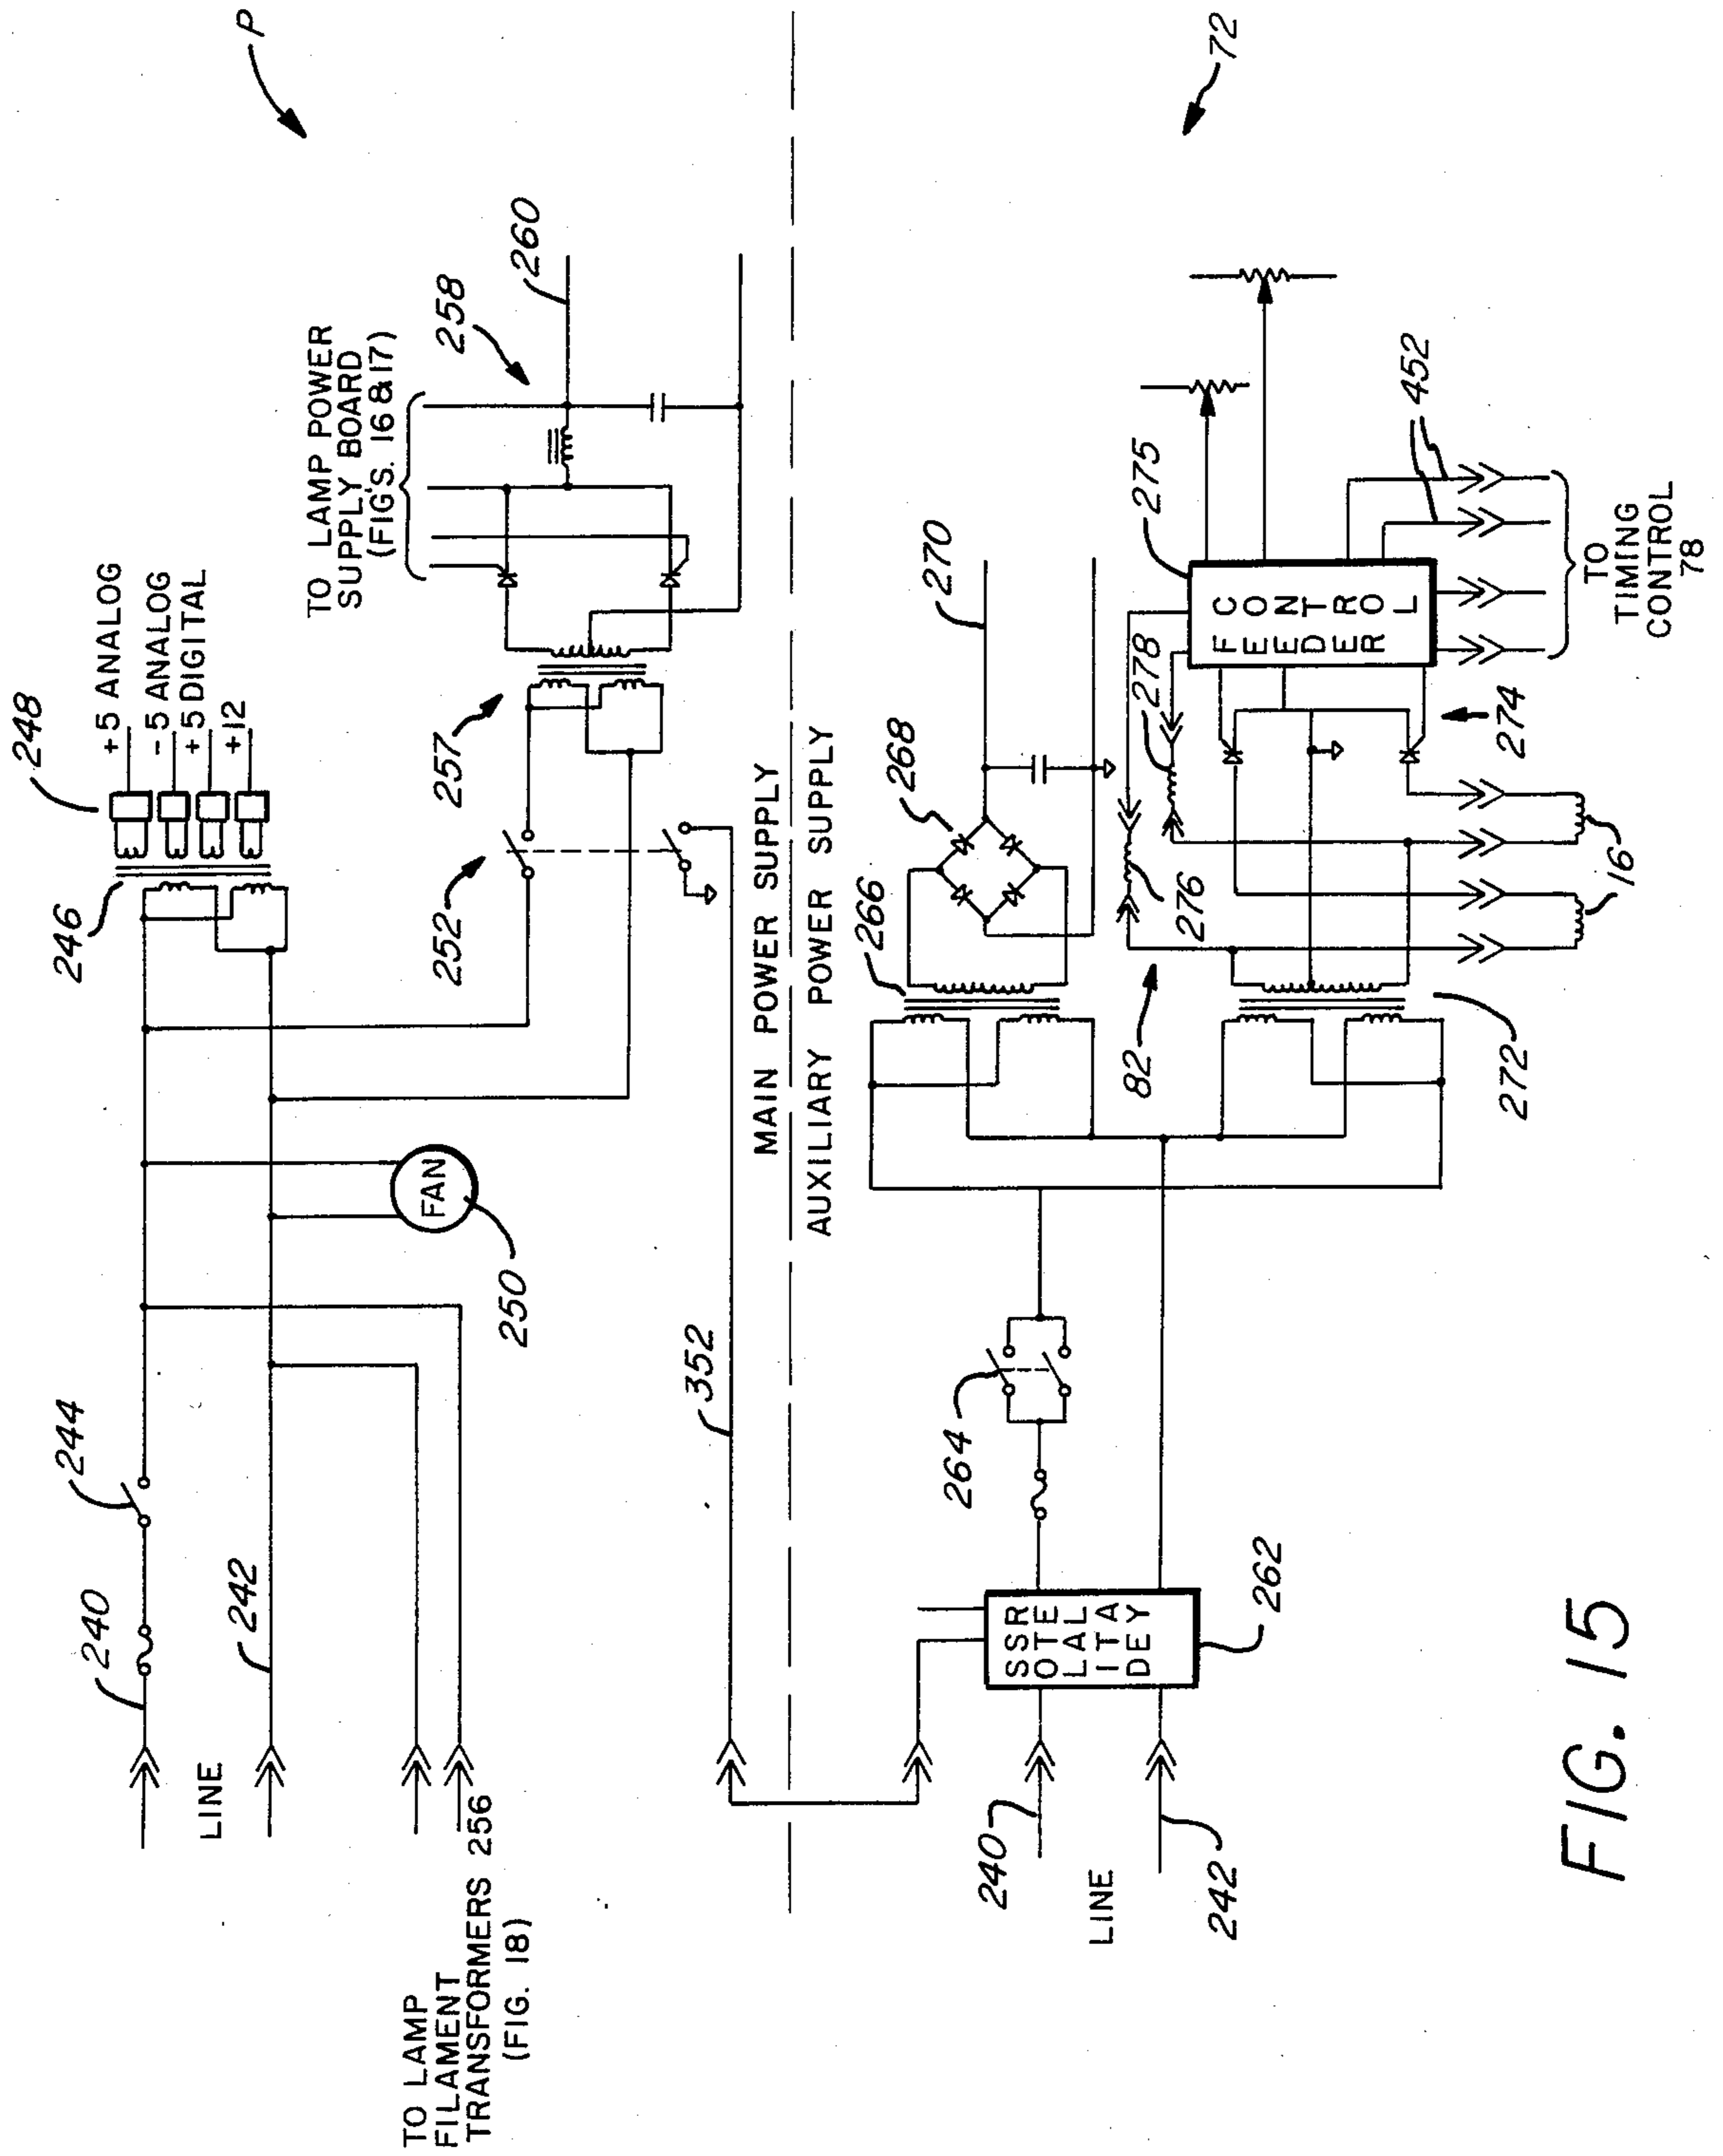 P
248
+5 ANALOG
-5 ANALOG
+5 DIGITAL
+12
246
244
240
242
LINE
TO LAMP POWER
SUPPLY BOARD
(FIG'S. 16 & 17)
258
260
257
252
FAN
250
TO LAMP
FILAMENT
TRANSFORMERS 256
(FIG. 18)
352
MAIN POWER SUPPLY
AUXILIARY POWER SUPPLY
72
270
268
266
264
275
278
276
82
SOLID
STATE
RELAY
262
240
LINE
242
FEEDER
CONTROL
452
274
272
16
TO
TIMING
CONTROL
78
FIG. 15